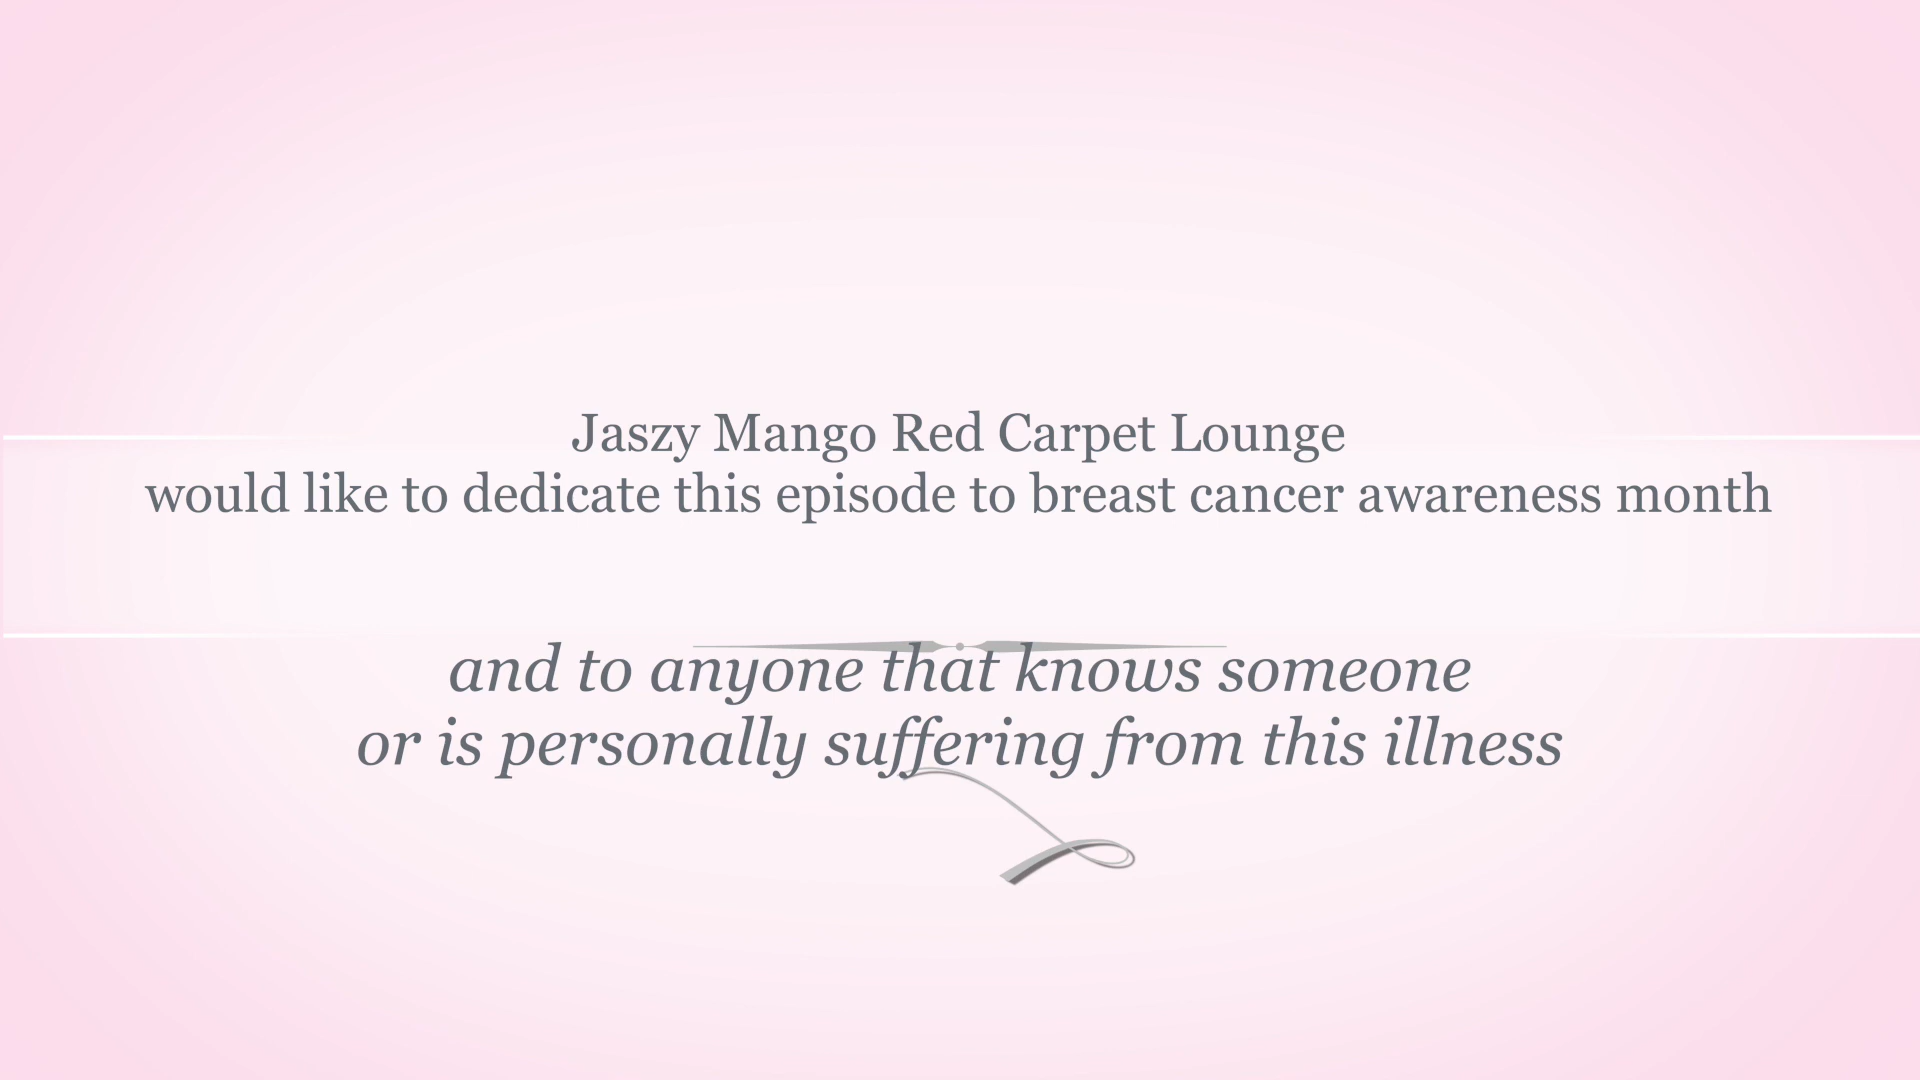 Jaszy Mango Red Carpet Lounge
would like to dedicate this episode to breast cancer awareness month
and to anyone that knows someone
or is personally suffering from this illness